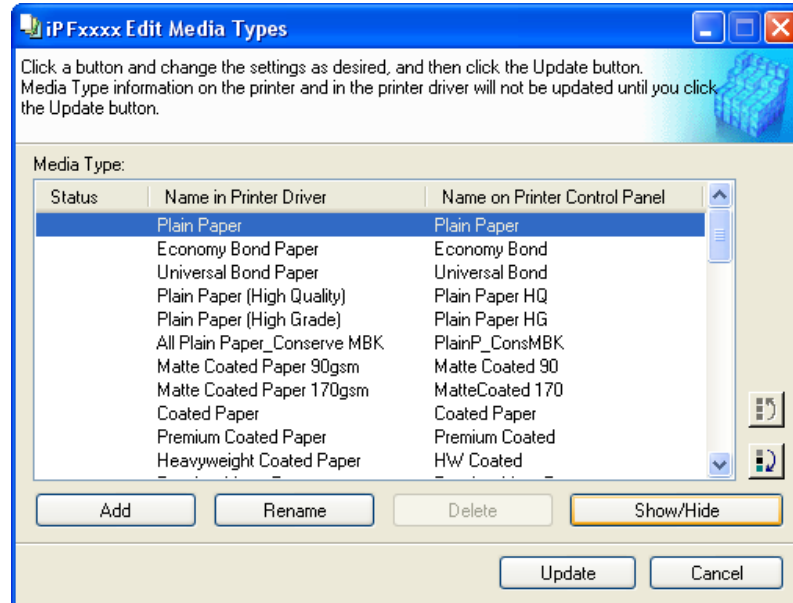 iPFxxxx Edit Media Types
Click a button and change the settings as desired, and then click the Update button.
Media Type information on the printer and in the printer driver will not be updated until you click
the Update button.
Media Type:
Status Name in Printer Driver Name on Printer Control Panel
Plain Paper Plain Paper
Economy Bond Paper Economy Bond
Universal Bond Paper Universal Bond
Plain Paper (High Quality) Plain Paper HQ
Plain Paper (High Grade) Plain Paper HG
All Plain Paper_Conserve MBK PlainP_ConsMBK
Matte Coated Paper 90gsm Matte Coated 90
Matte Coated Paper 170gsm MatteCoated 170
Coated Paper Coated Paper
Premium Coated Paper Premium Coated
Heavyweight Coated Paper HW Coated
Add Rename Delete Show/Hide
Update Cancel